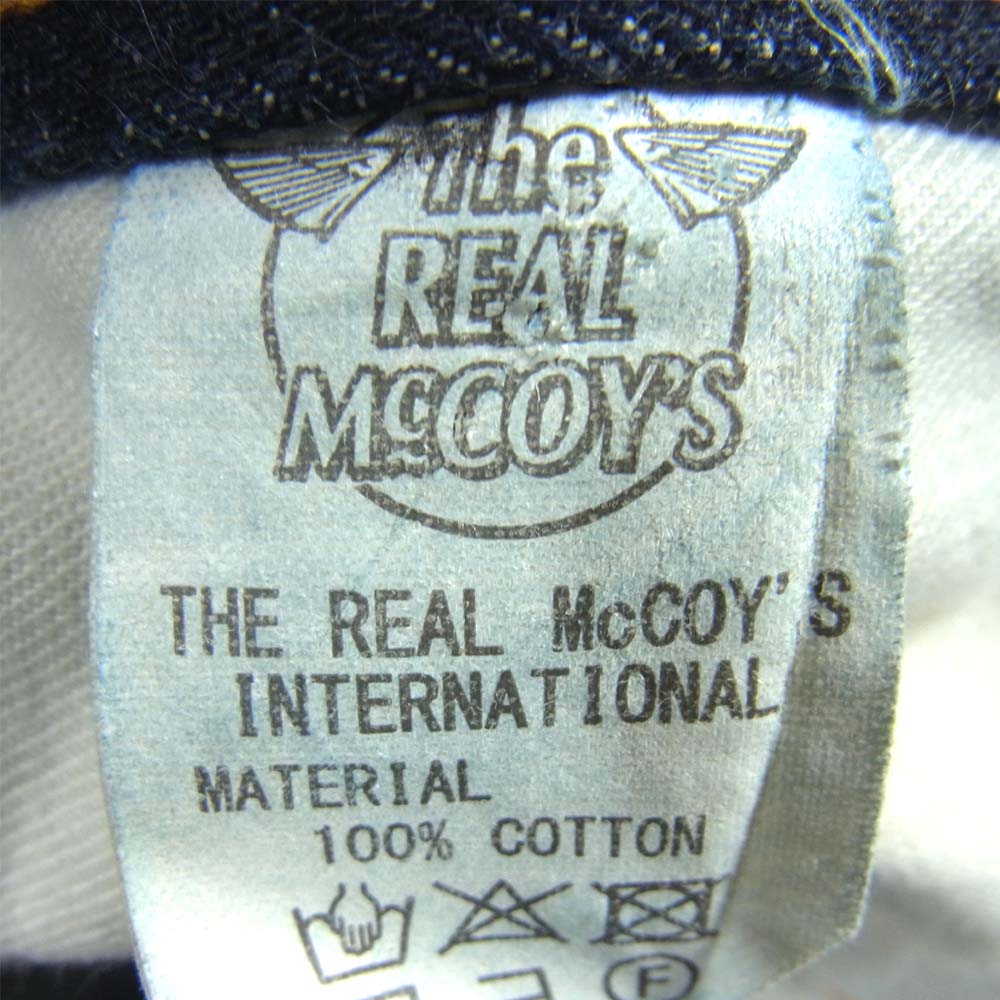 The
REAL
McCOY'S
THE REAL McCOY'S
INTERNATIONAL
MATERIAL
100% COTTON
F